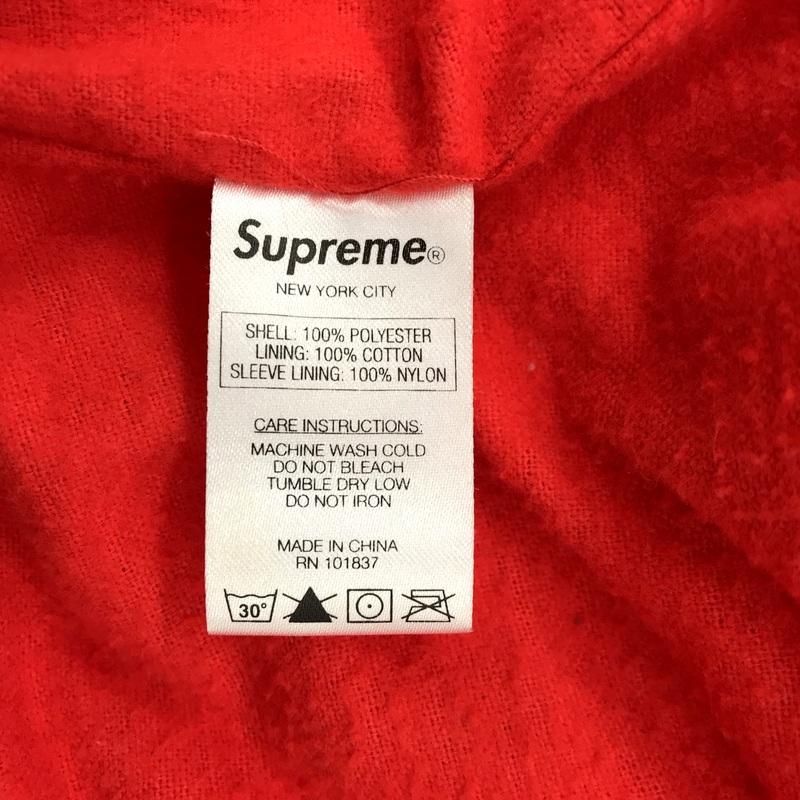 Supreme®
NEW YORK CITY
SHELL: 100% POLYESTER
LINING: 100% COTTON
SLEEVE LINING: 100% NYLON
CARE INSTRUCTIONS:
MACHINE WASH COLD
DO NOT BLEACH
TUMBLE DRY LOW
DO NOT IRON
MADE IN CHINA
RN 101837
30°